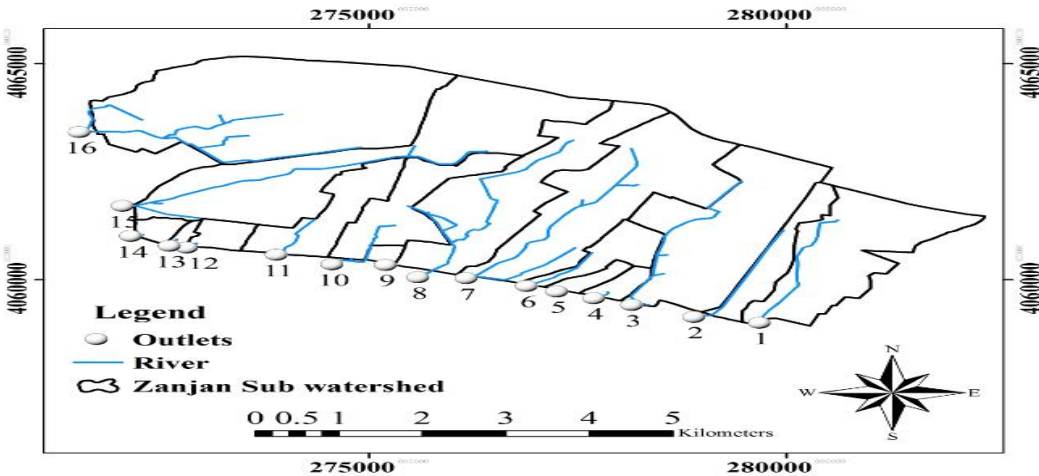 275000 280000
4065000 4065000
16
15
14 13 12 11 10 9 8 7 6 5 4 3 2 1
4060000 4060000
Legend
Outlets
River
Zanjan Sub watershed
N
W E
S
0 0.5 1 2 3 4 5
Kilometers
275000 280000